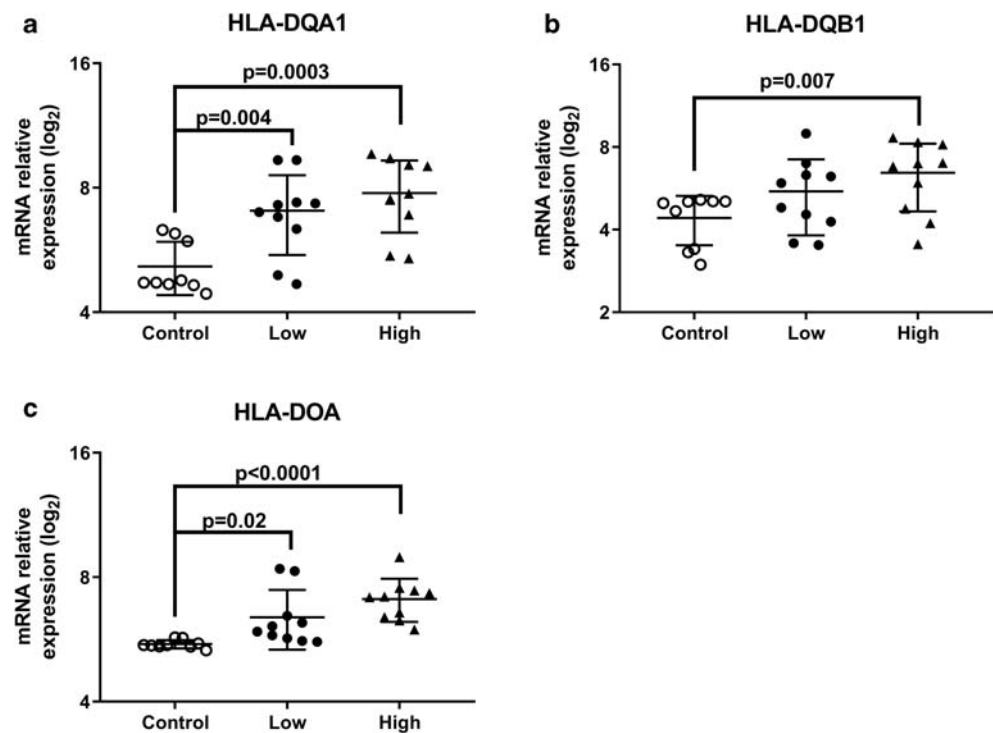 a
HLA-DQA1
mRNA relative
expression (log2)
16
8
4
p=0.0003
p=0.004
Control Low High
b
HLA-DQB1
mRNA relative
expression (log2)
16
8
4
2
p=0.007
Control Low High
c
HLA-DOA
mRNA relative
expression (log2)
16
8
4
p<0.0001
p=0.02
Control Low High